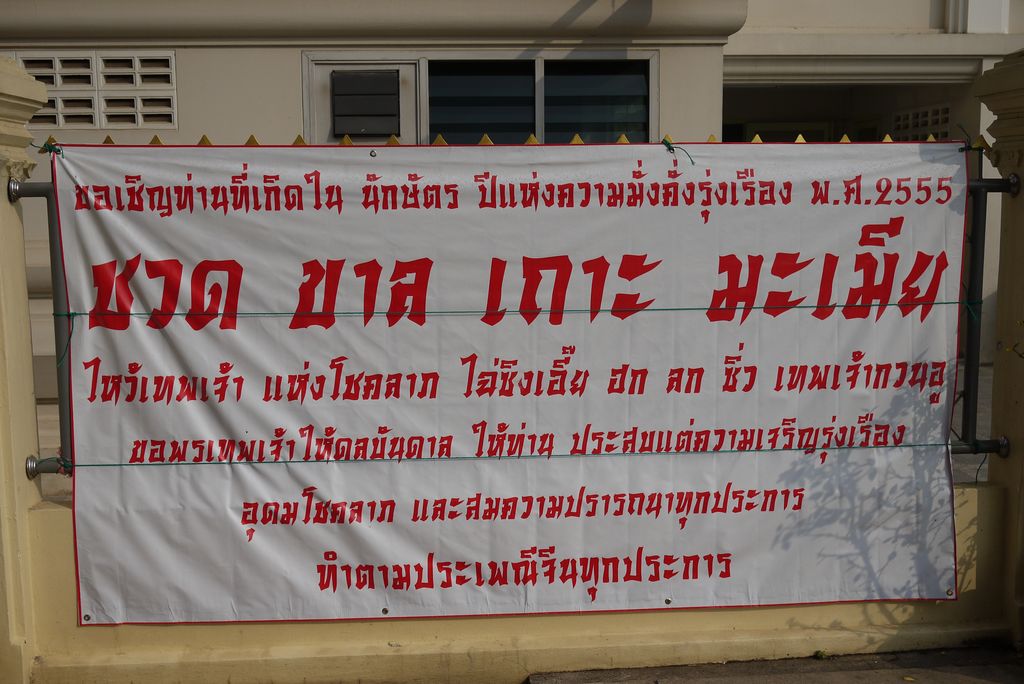 ขอเชิญท่านที่เกิดใน นักษัตร ปีแห่งความมั่งคั่งรุ่งเรือง พ.ศ.2555
ชวด ขาล เถาะ มะเมีย
ไหว้เทพเจ้า แห่งโชคลาภ ไฉ่ซิงเอี๊ย ฮก ลก ซิ่ว เทพเจ้ากวนอู
ขอพรเทพเจ้าให้ดลบันดาล ให้ท่าน ประสบแต่ความเจริญรุ่งเรือง
อุดมโชคลาภ และสมความปรารถนาทุกประการ
ทำตามประเพณีจีนทุกประการ